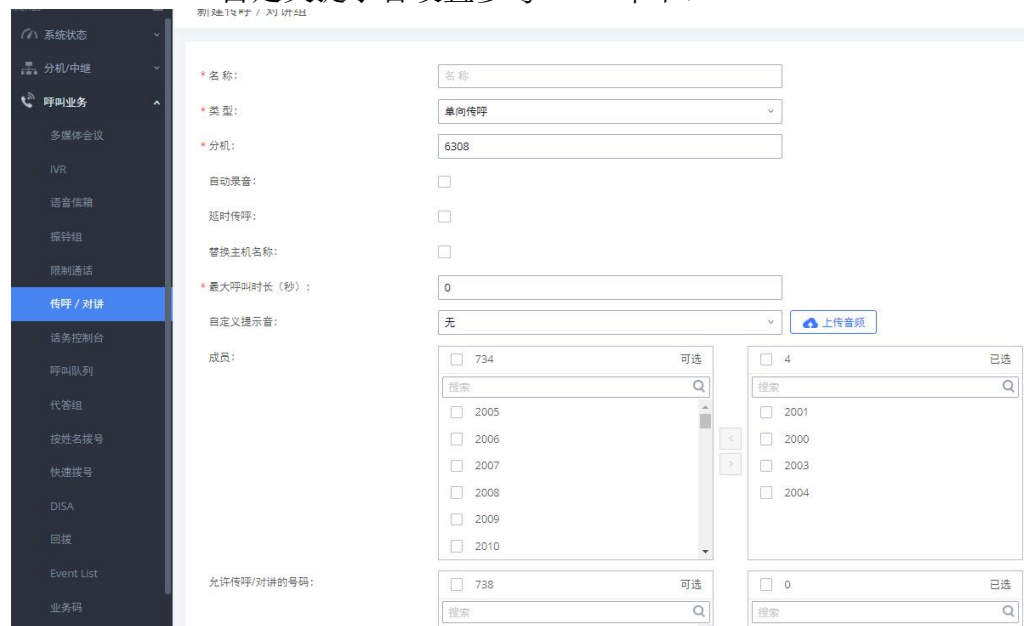 新建传呼 / 对讲组
系统状态
分机/中继
呼叫业务
多媒体会议
IVR
语音信箱
振铃组
限制通话
传呼 / 对讲
话务控制台
呼叫队列
代答组
按姓名拨号
快速拨号
DISA
回拨
Event List
业务码
* 名称:
名称
* 类型:
单向传呼
* 分机:
6308
自动录音:
延时传呼:
替换主机名称:
* 最大呼叫时长（秒）:
0
自定义提示音:
无
上传音频
成员:
734 可选
搜索
2005
2006
2007
2008
2009
2010
4 已选
搜索
2001
2000
2003
2004
允许传呼/对讲的号码:
738 可选
搜索
0 已选
搜索